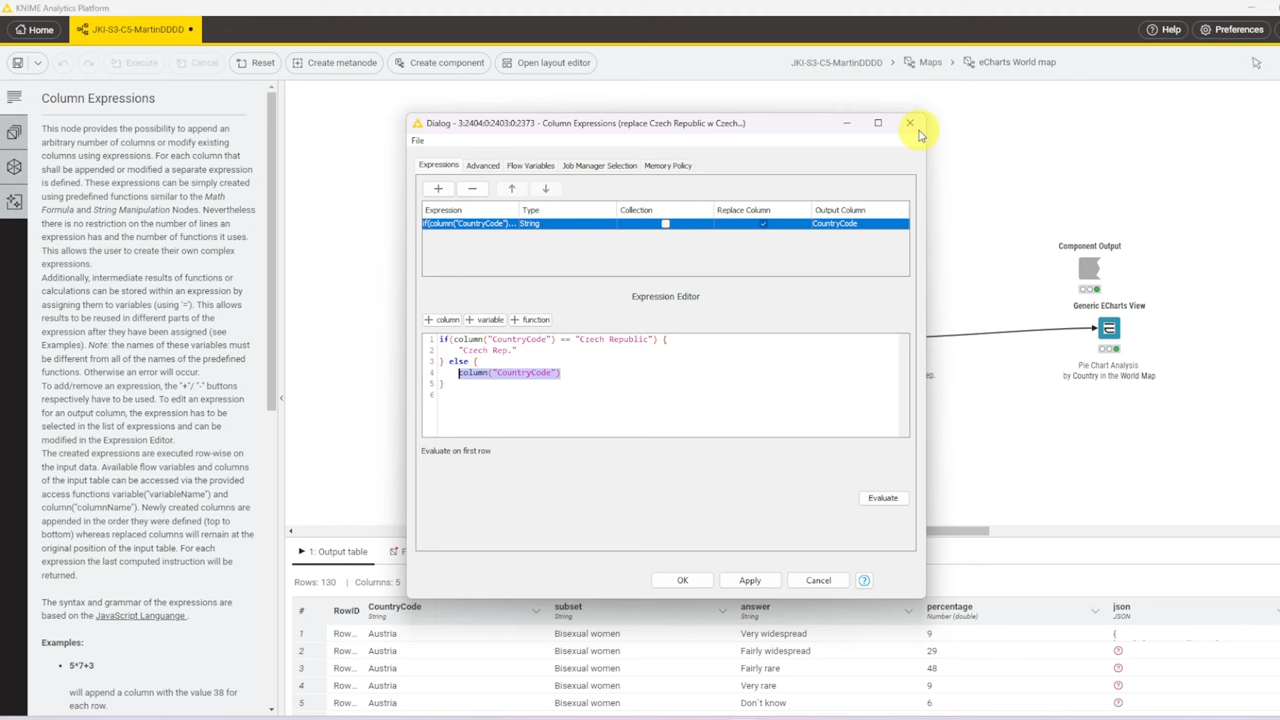 KNIME Analytics Platform
Home
JKI-S3-C5-MartinDDDD
Help
Preferences
Execute
Cancel
Reset
Create metanode
Create component
Open layout editor
JKI-S3-C5-MartinDDDD
Maps
eCharts World map
Column Expressions
This node provides the possibility to append an
arbitrary number of columns or modify existing
columns using expressions. For each column that
shall be appended or modified a separate expression
is defined. These expressions can be simply created
using predefined functions similar to the Math
Formula and String Manipulation Nodes. Nevertheless
there is no restriction on the number of lines an
expression has and the number of functions it uses.
This allows the user to create their own complex
expressions.
Additionally, intermediate results of functions or
calculations can be stored within an expression by
assigning them to variables (using '='). This allows
results to be reused in different parts of the
expression after they have been assigned (see
Examples). Note: the names of these variables must
be different from all of the names of the predefined
functions. Otherwise an error will occur.
To add/remove an expression, the "+"/ "-" buttons
respectively have to be used. To edit an expression
for an output column, the expression has to be
selected in the list of expressions and can be
modified in the Expression Editor.
The created expressions are executed row-wise on
the input data. Available flow variables and columns
of the input table can be accessed via the provided
access functions variable("variableName") and
column("columnName"). Newly created columns are
appended in the order they were defined (top to
bottom) whereas replaced columns will remain at the
original position of the input table. For each
expression the last computed instruction will be
returned.
The syntax and grammar of the expressions are
based on the JavaScript Languange .
Examples:
5*7+3
will append a column with the value 38 for
each row.
Dialog - 3:2404:0:2403:0:2373 - Column Expressions (replace Czech Republic w Czech...)
File
Expressions
Advanced
Flow Variables
Job Manager Selection
Memory Policy
Expression
Type
Collection
Replace Column
Output Column
if(column("CountryCode")...
String
CountryCode
Expression Editor
+ column
+ variable
+ function
1 if(column("CountryCode") == "Czech Republic") {
2 "Czech Rep."
3 } else {
4 column("CountryCode")
5 }
6
Evaluate on first row
Evaluate
OK
Apply
Cancel
?
Component Output
Generic ECharts View
Pie Chart Analysis
by Country in the World Map
ep.
1: Output table
F
Rows: 130 | Columns: 5
# RowID CountryCode subset answer percentage json
String String String Number (double) JSON
1 Row... Austria Bisexual women Very widespread 9 {
2 Row... Austria Bisexual women Fairly widespread 29 ?
3 Row... Austria Bisexual women Fairly rare 48 ?
4 Row... Austria Bisexual women Very rare 9 ?
5 Row... Austria Bisexual women Don`t know 6 ?